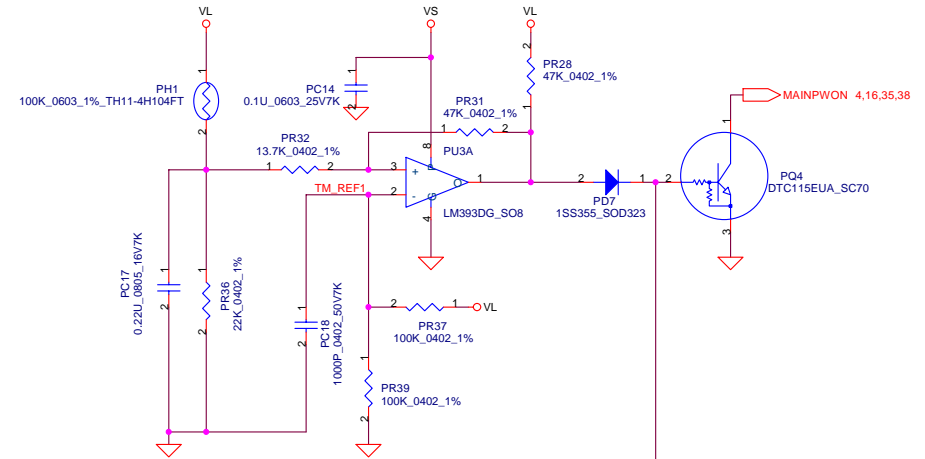 VL
VS
VL
1
PH1
100K_0603_1%_TH11-4H104FT
2
1
PC14
0.1U_0603_25V7K
2
2
PR28
47K_0402_1%
1
PR31
47K_0402_1%
1
2
MAINPWON 4,16,35,38
PR32
13.7K_0402_1%
1
2
8
PU3A
P
3
+
O
1
TM_REF1
2
-
G
4
LM393DG_SO8
2
1
PD7
1SS355_SOD323
1
2
3
PQ4
DTC115EUA_SC70
PC17
0.22U_0805_16V7K
1
2
1
PR36
22K_0402_1%
2
1
PC18
1000P_0402_50V7K
2
2
1
VL
PR37
100K_0402_1%
1
PR39
100K_0402_1%
2